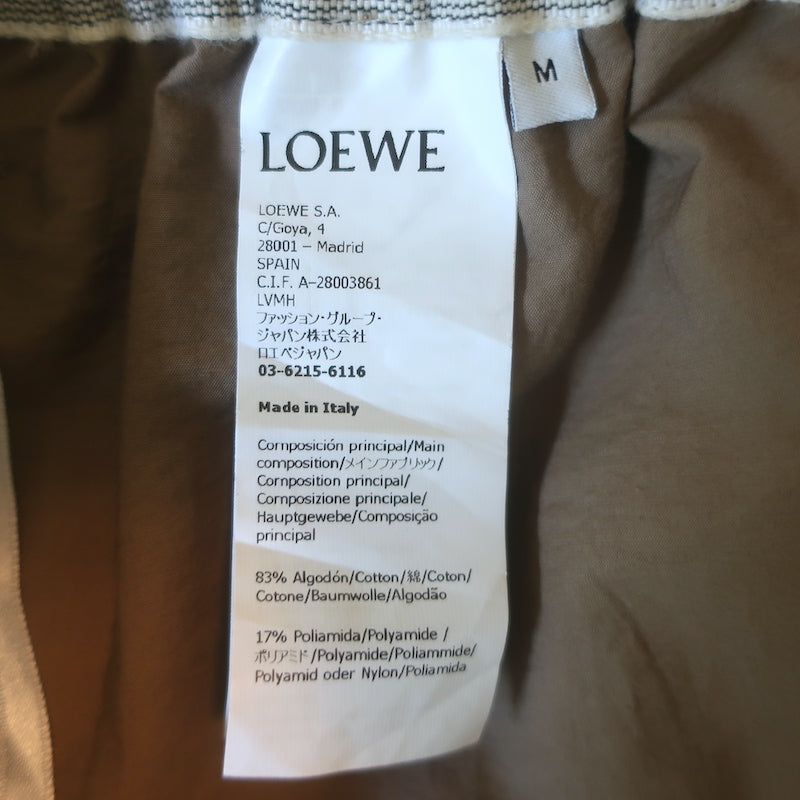 M
LOEWE
LOEWE S.A.
C/Goya, 4
28001 – Madrid
SPAIN
C.I.F. A–28003861
LVMH
ファッション・グループ・
ジャパン株式会社
ロエベジャパン
03-6215-6116
Made in Italy
Composición principal/Main
composition/メインファブリック/
Composition principal/
Composizione principale/
Hauptgewebe/Composição
principal
83% Algodón/Cotton/綿/Coton/
Cotone/Baumwolle/Algodão
17% Poliamida/Polyamide /
ポリアミド/Polyamide/Poliammide/
Polyamid oder Nylon/Poliamida